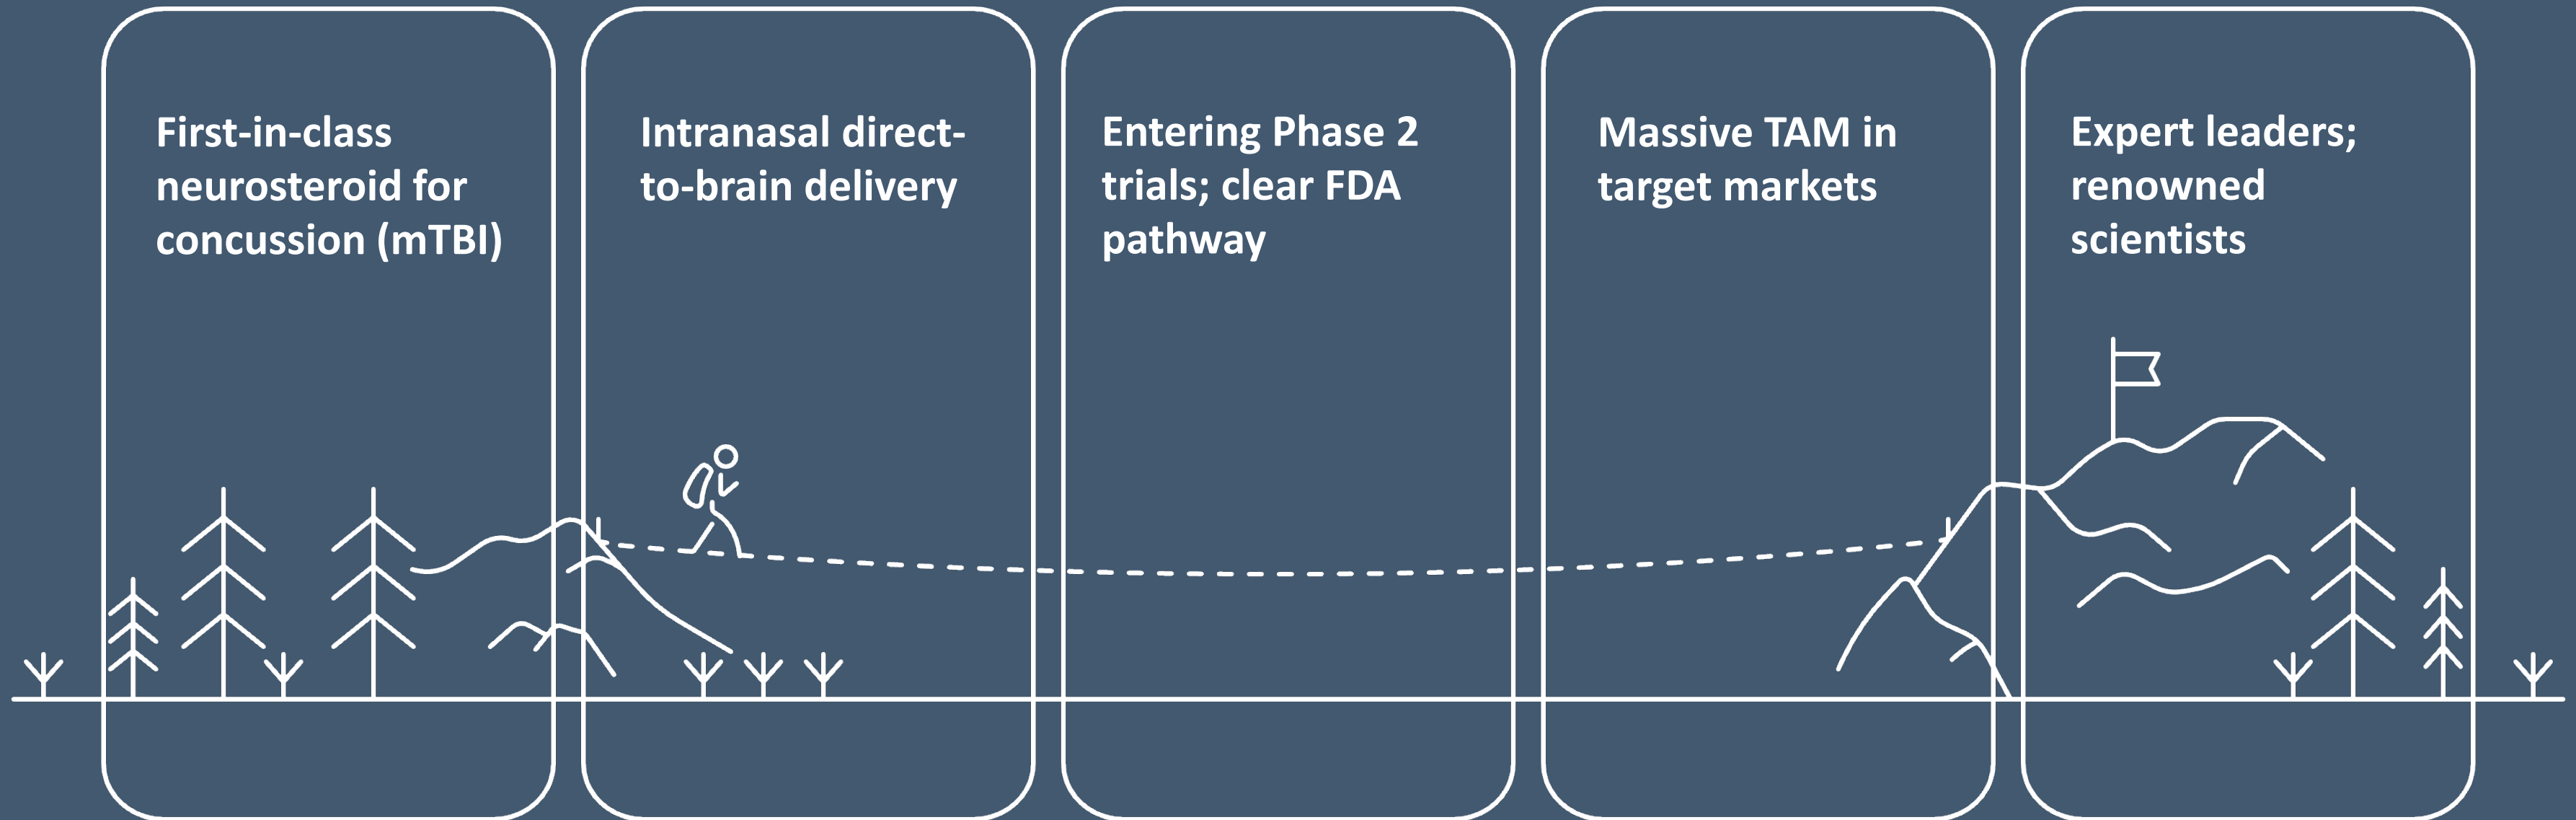 First-in-class
neurosteroid for
concussion (mTBI)
Intranasal direct-
to-brain delivery
Entering Phase 2
trials; clear FDA
pathway
Massive TAM in
target markets
Expert leaders;
renowned
scientists